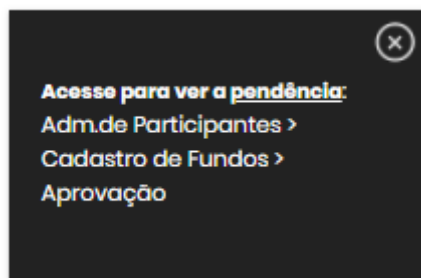 Acesse para ver a pendência:
Adm.de Participantes >
Cadastro de Fundos >
Aprovação